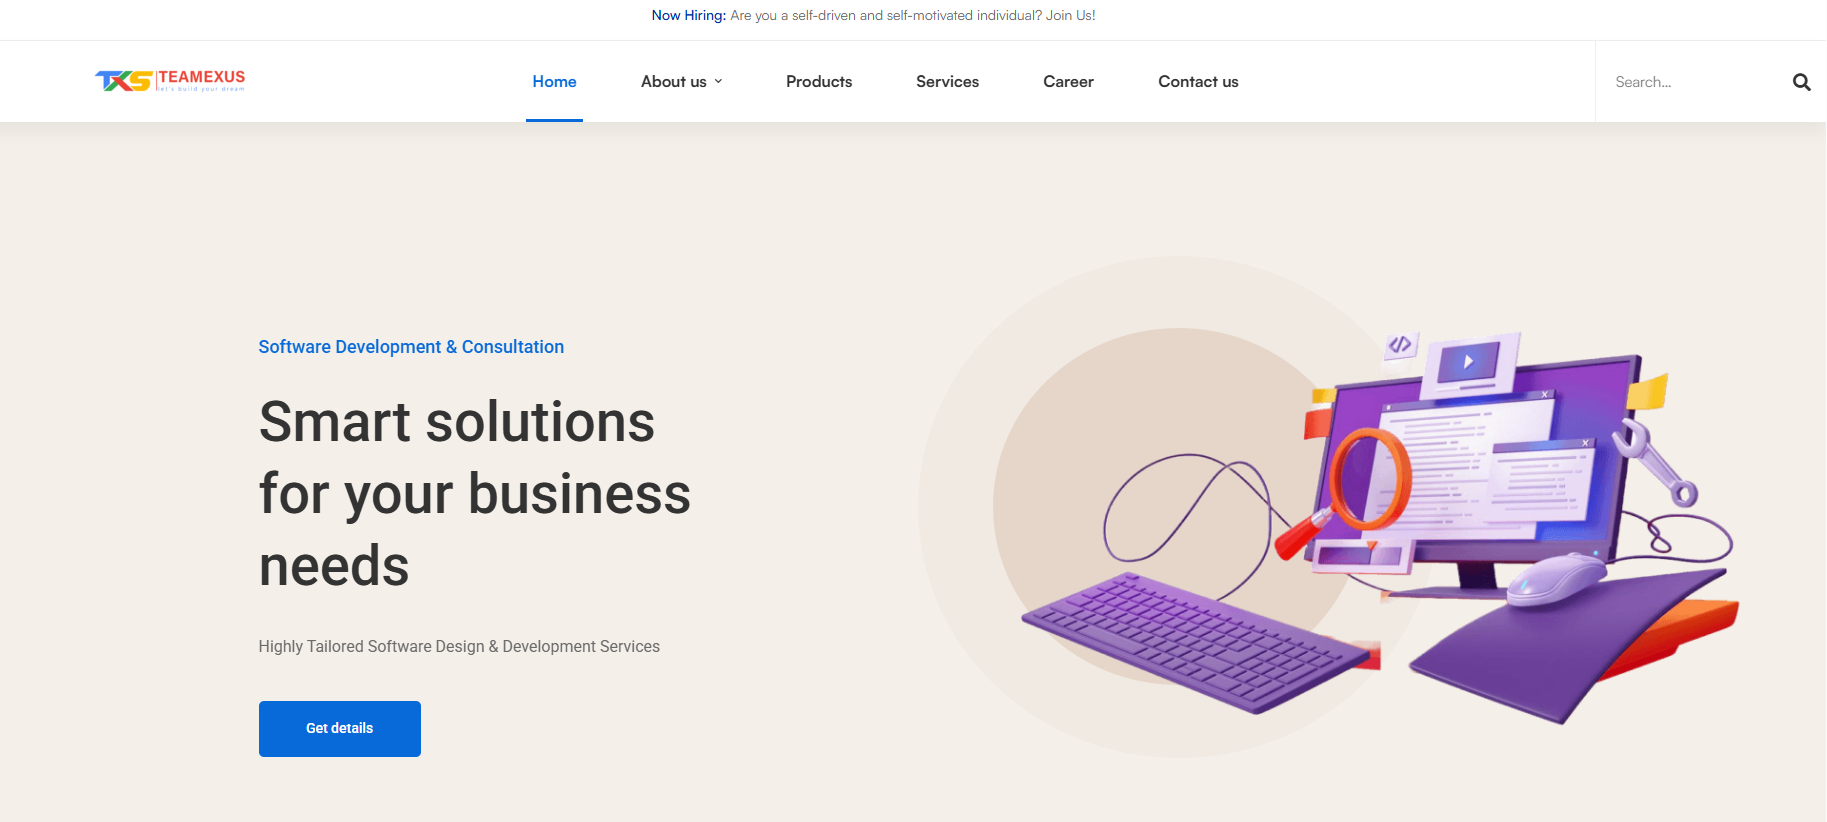 Now Hiring: Are you a self-driven and self-motivated individual? Join Us!
TKS TEAMEXUS
let's build your dream
Home
About us
Products
Services
Career
Contact us
Search...
Software Development & Consultation
Smart solutions
for your business
needs
Highly Tailored Software Design & Development Services
Get details